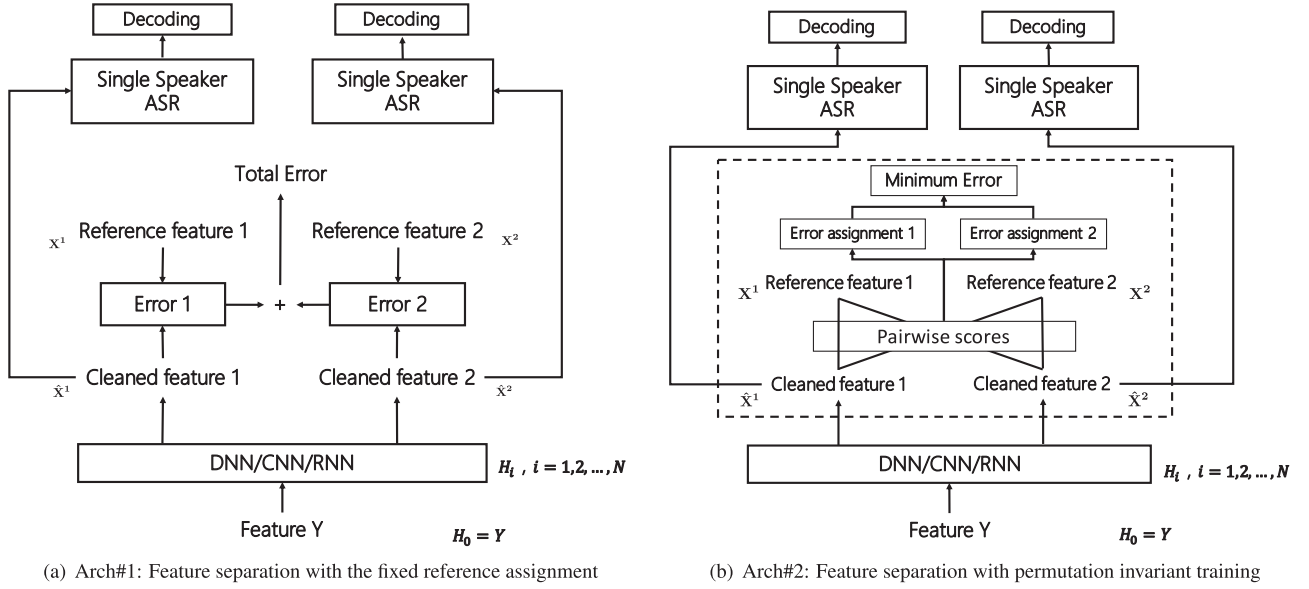 Decoding
Decoding
Single Speaker
ASR
Single Speaker
ASR
Total Error
x¹
Reference feature 1
Reference feature 2
x²
Error 1
+
Error 2
x̂¹
Cleaned feature 1
Cleaned feature 2
x̂²
DNN/CNN/RNN
H_i , i = 1,2, ..., N
Feature Y
H_0 = Y
(a) Arch#1: Feature separation with the fixed reference assignment
Decoding
Decoding
Single Speaker
ASR
Single Speaker
ASR
Minimum Error
Error assignment 1
Error assignment 2
x¹
Reference feature 1
Reference feature 2
x²
Pairwise scores
x̂¹
Cleaned feature 1
Cleaned feature 2
x̂²
DNN/CNN/RNN
H_i , i = 1,2, ..., N
Feature Y
H_0 = Y
(b) Arch#2: Feature separation with permutation invariant training